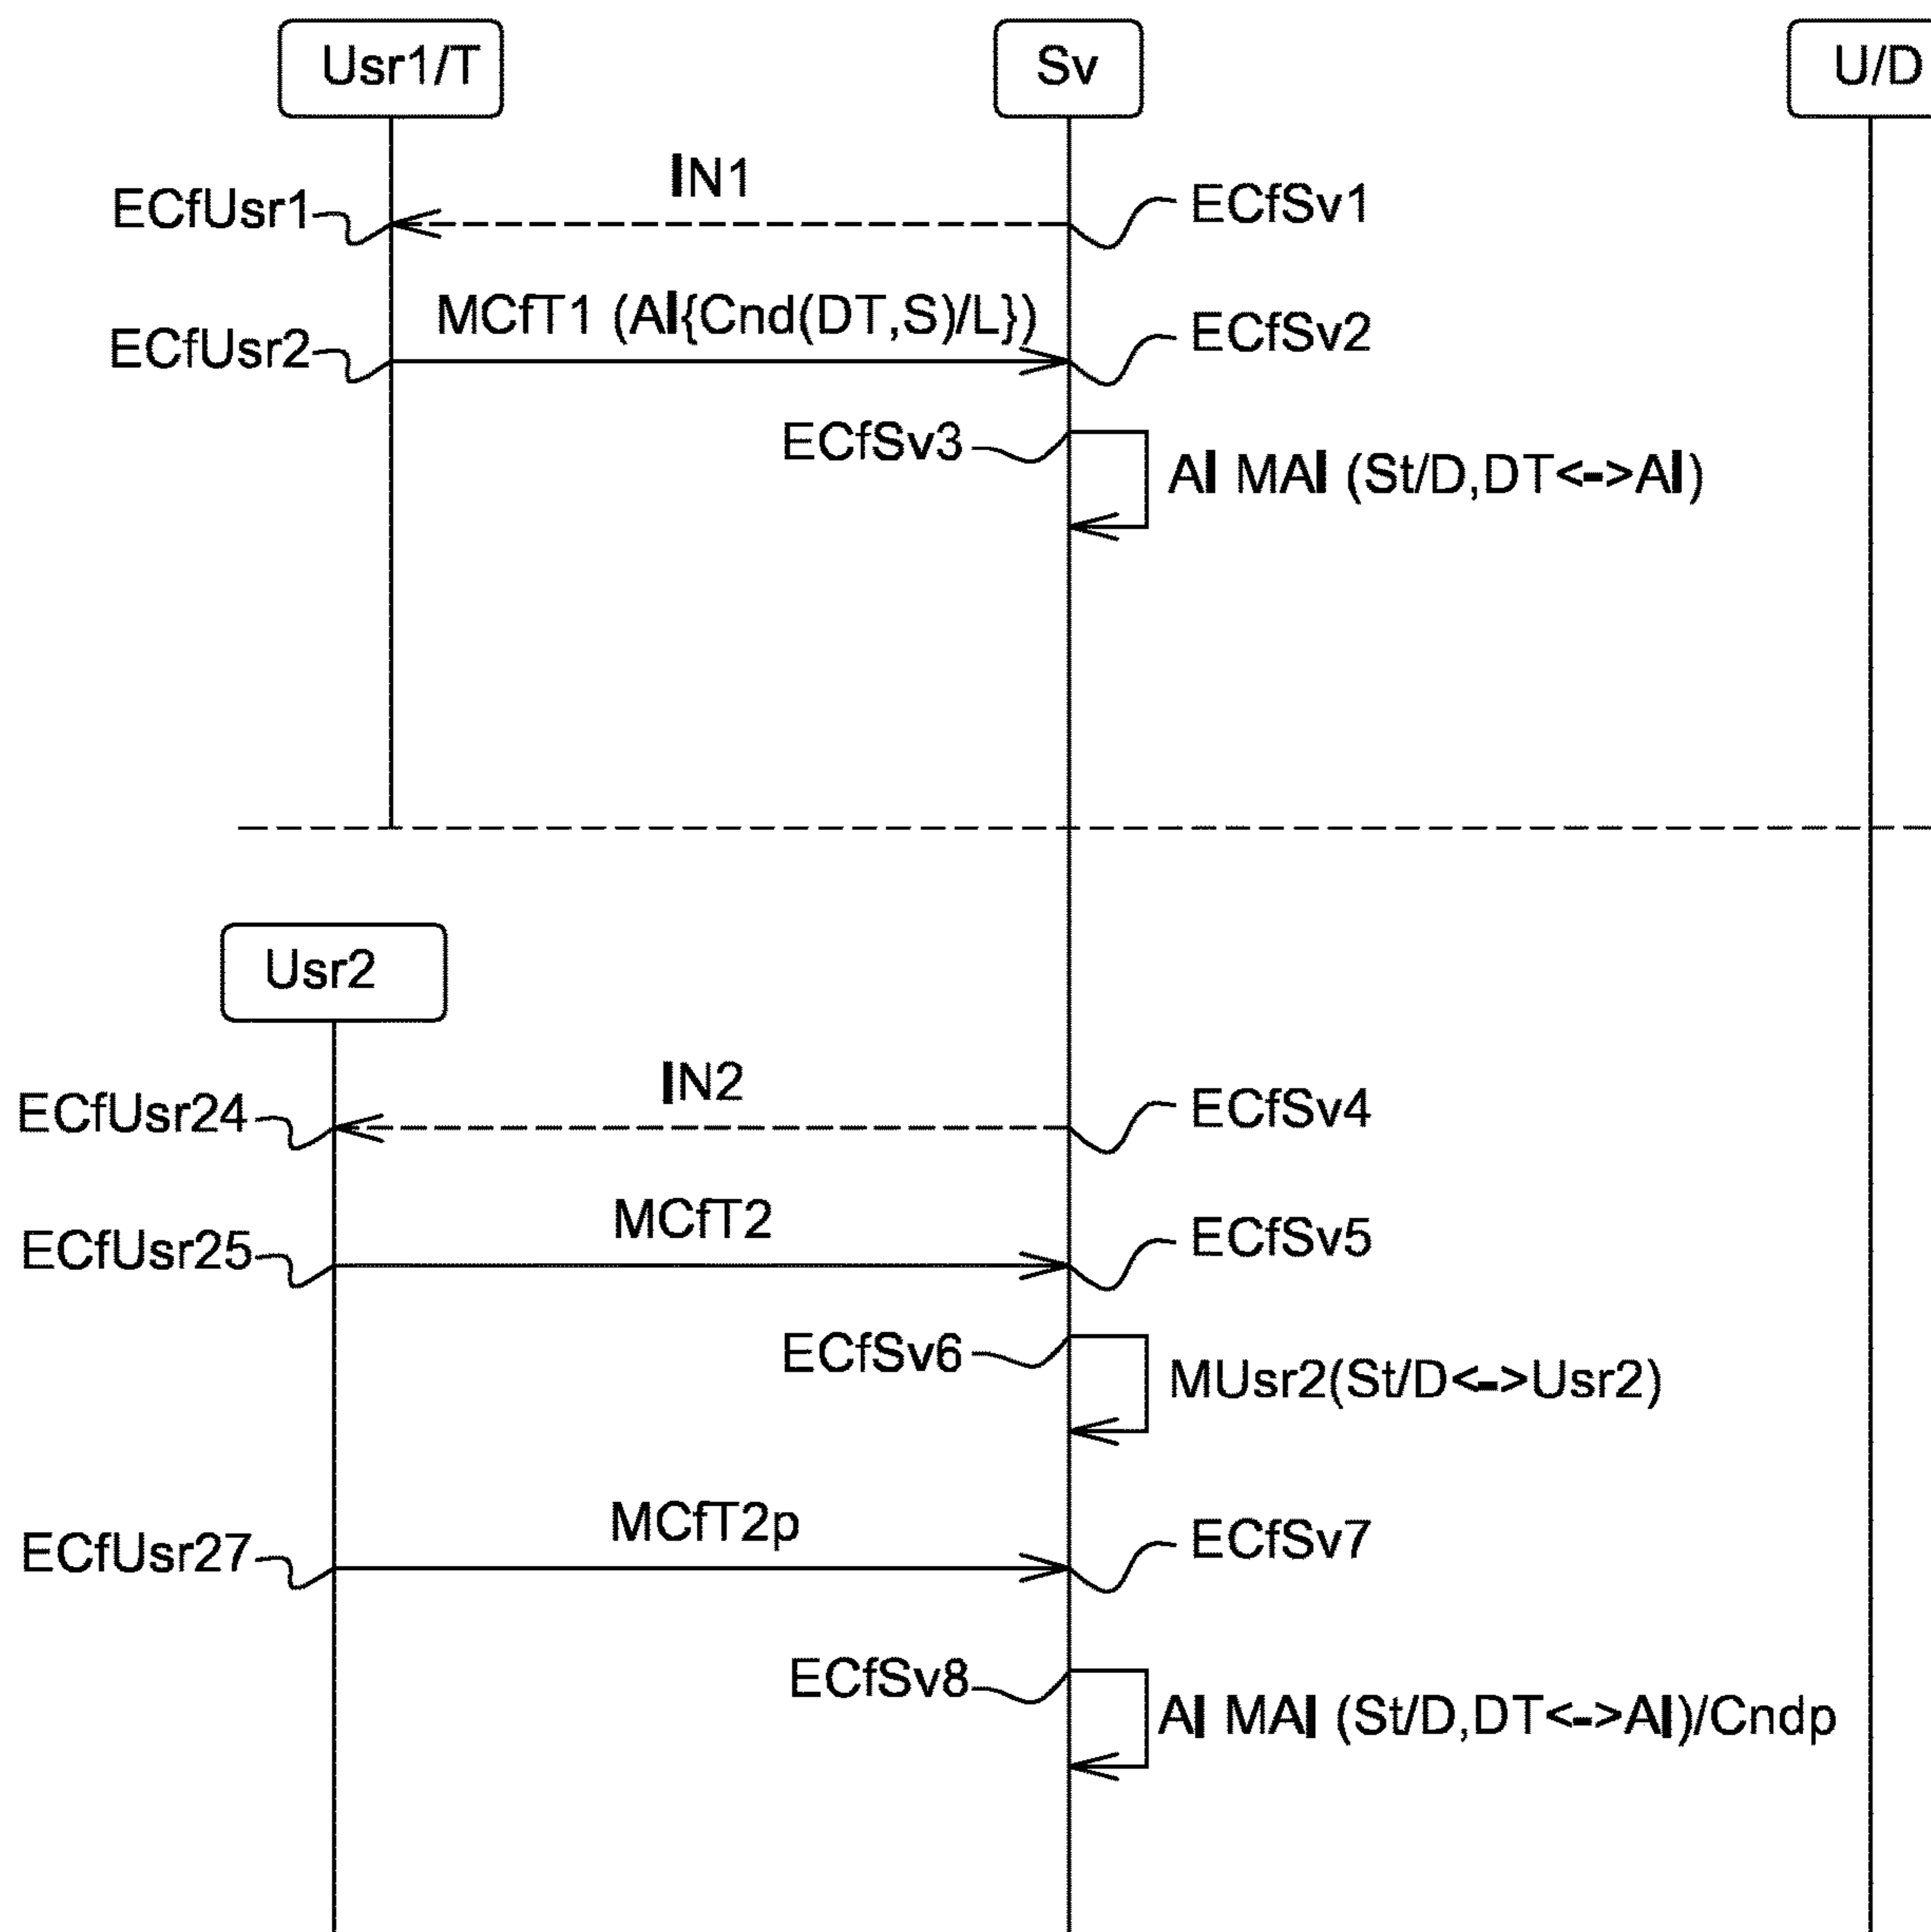 Usr1/T
Sv
U/D
IN1
ECfUsr1
ECfSv1
MCfT1 (Al{Cnd(DT,S)/L})
ECfUsr2
ECfSv2
ECfSv3
Al MAl (St/D,DT<->Al)
Usr2
IN2
ECfUsr24
ECfSv4
MCfT2
ECfUsr25
ECfSv5
ECfSv6
MUsr2(St/D<->Usr2)
MCfT2p
ECfUsr27
ECfSv7
ECfSv8
Al MAl (St/D,DT<->Al)/Cndp